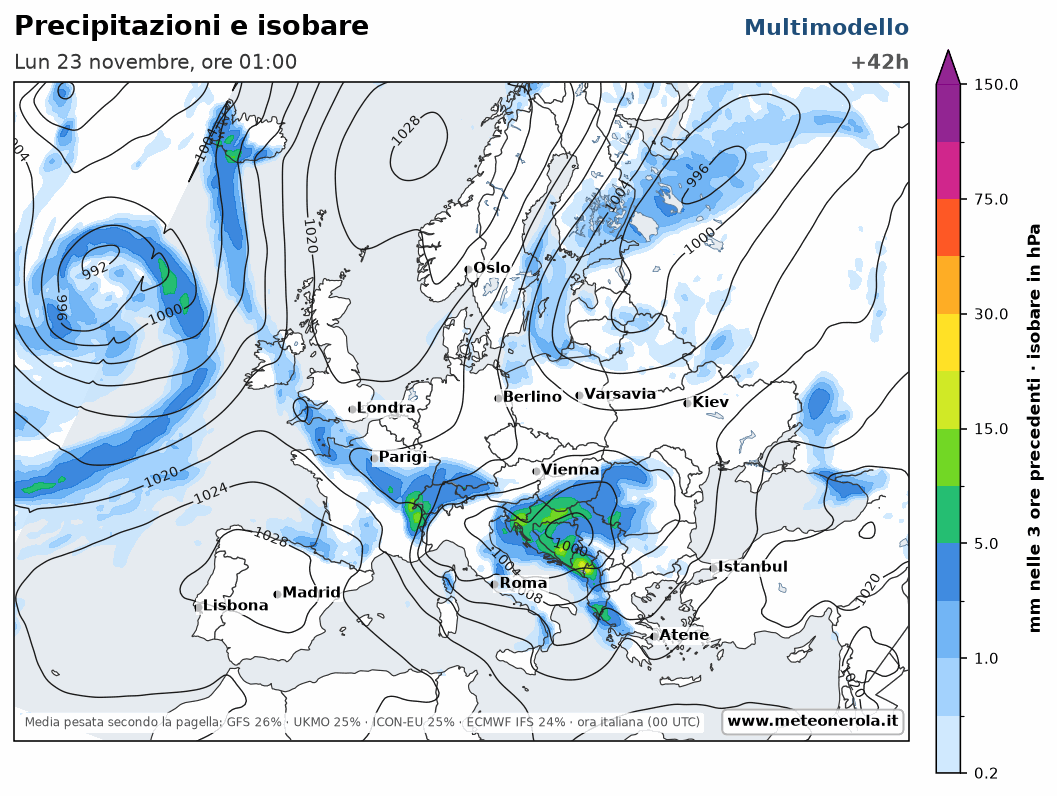 Precipitazioni e isobare
Multimodello
Lun 23 novembre, ore 01:00
+42h
150.0
75.0
30.0
15.0
5.0
1.0
0.2
mm nelle 3 ore precedenti · isobare in hPa
1028
1004
004
996
1004
1020
992
1000
996
1000
Oslo
Berlino
Varsavia
Kiev
Londra
Parigi
Vienna
1020
1024
1028
1000
1004
1008
Istanbul
Roma
Madrid
Lisbona
1020
Atene
1020
Media pesata secondo la pagella: GFS 26% · UKMO 25% · ICON-EU 25% · ECMWF IFS 24% · ora italiana (00 UTC)
www.meteonerola.it